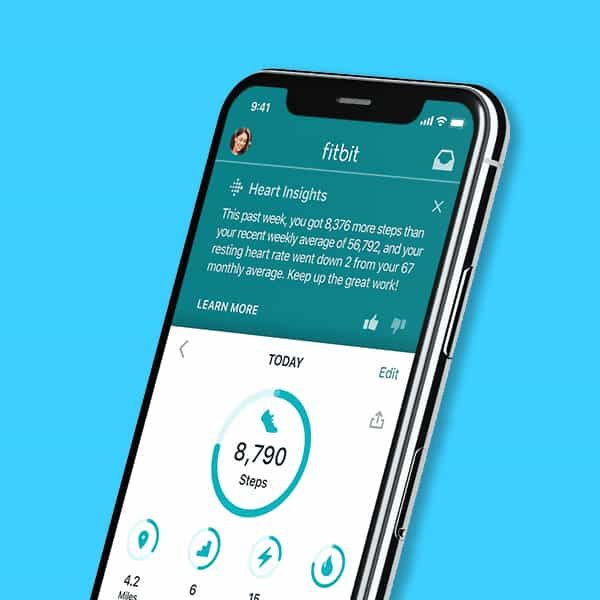 9:41
fitbit
Heart Insights
This past week, you got 8,376 more steps than
your recent weekly average of 56,792, and your
resting heart rate went down 2 from your 67
monthly average. Keep up the great work!
LEARN MORE
TODAY
Edit
8,790
Steps
4.2
Miles
6
15